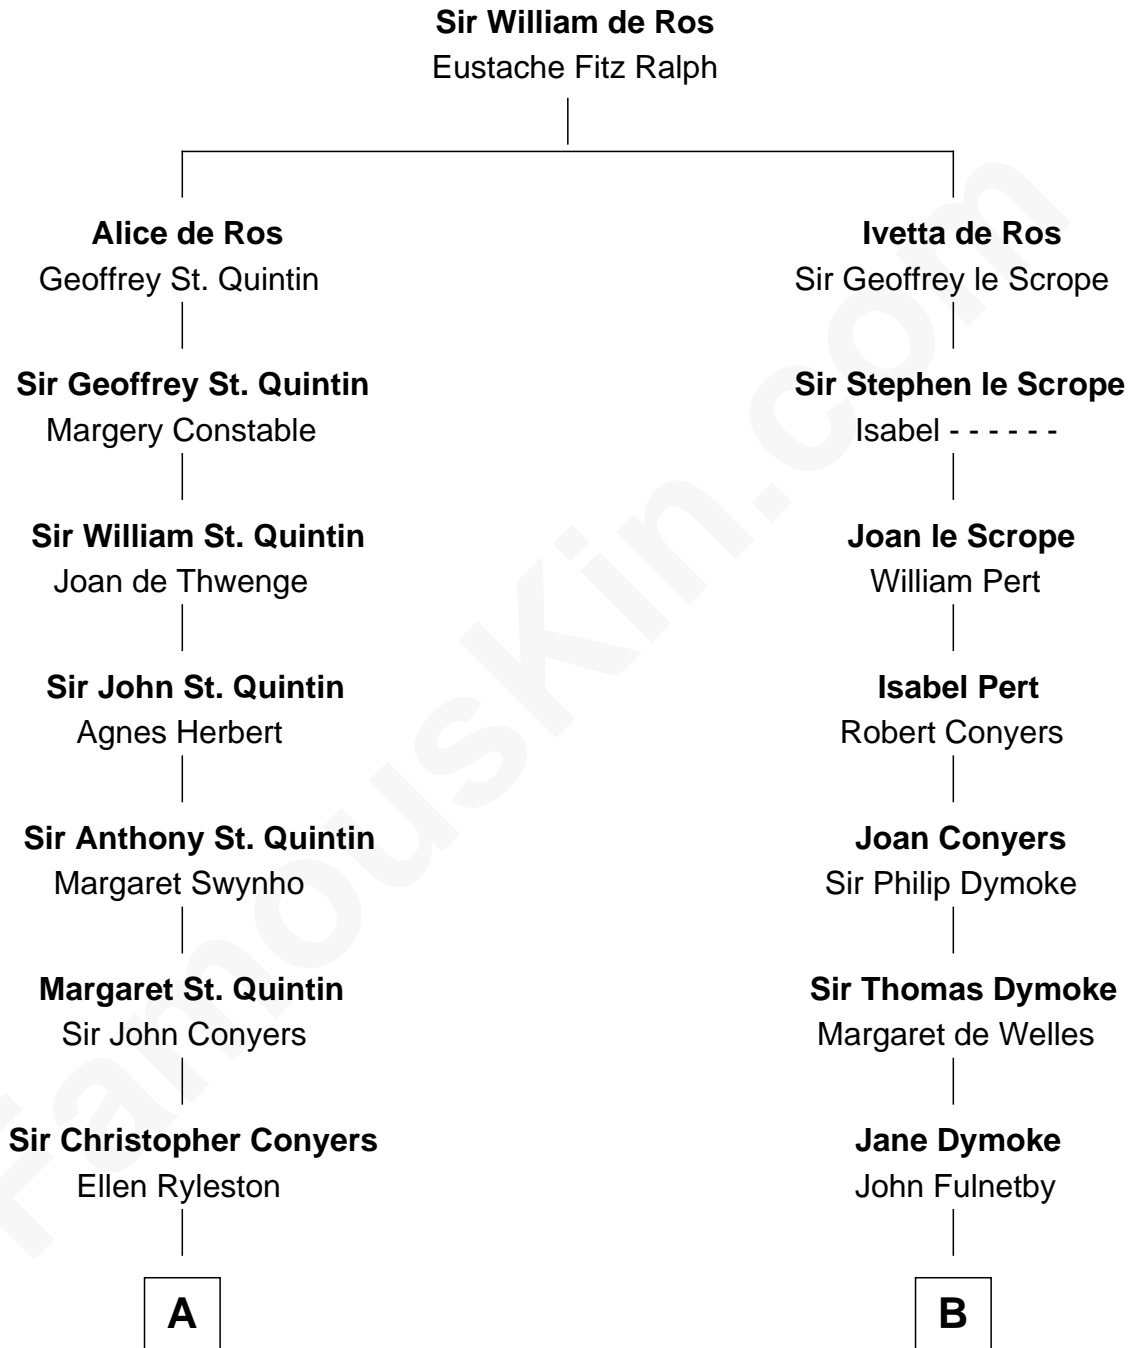 Sir William de Ros
Eustache Fitz Ralph
Alice de Ros
Geoffrey St. Quintin
Ivetta de Ros
Sir Geoffrey le Scrope
Sir Geoffrey St. Quintin
Margery Constable
Sir Stephen le Scrope
Isabel - - - - - -
Sir William St. Quintin
Joan de Thwenge
Joan le Scrope
William Pert
Sir John St. Quintin
Agnes Herbert
Isabel Pert
Robert Conyers
Sir Anthony St. Quintin
Margaret Swynho
Joan Conyers
Sir Philip Dymoke
Margaret St. Quintin
Sir John Conyers
Sir Thomas Dymoke
Margaret de Welles
Sir Christopher Conyers
Ellen Ryleston
Jane Dymoke
John Fulnetby
A
B
FamousKin.com